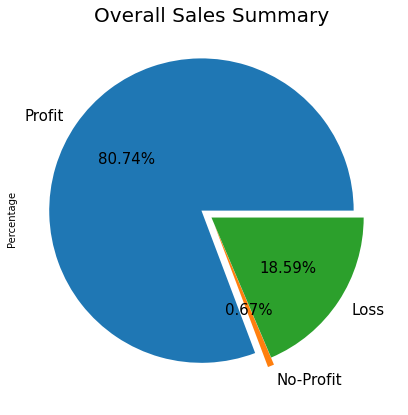 Overall Sales Summary
Profit
80.74%
Percentage
18.59%
0.67%
Loss
No-Profit